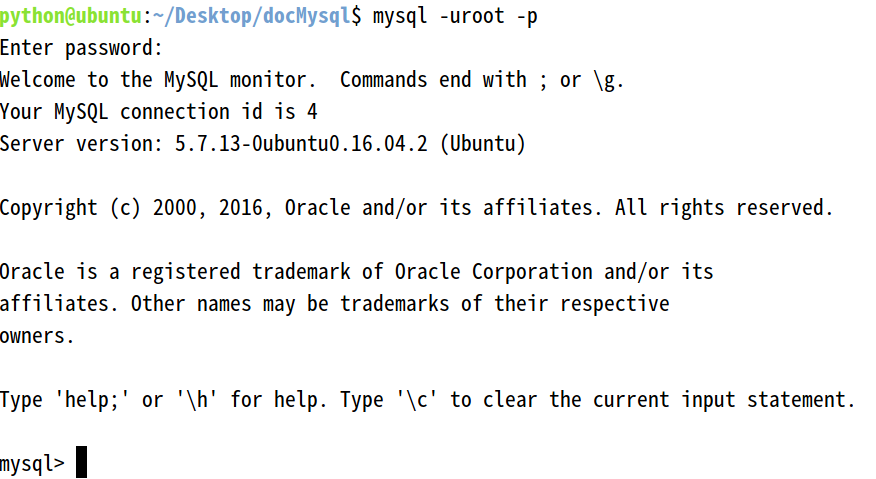 python@ubuntu:~/Desktop/docMysql$ mysql -uroot -p
Enter password:
Welcome to the MySQL monitor.  Commands end with ; or \g.
Your MySQL connection id is 4
Server version: 5.7.13-0ubuntu0.16.04.2 (Ubuntu)

Copyright (c) 2000, 2016, Oracle and/or its affiliates. All rights reserved.

Oracle is a registered trademark of Oracle Corporation and/or its
affiliates. Other names may be trademarks of their respective
owners.

Type 'help;' or '\h' for help. Type '\c' to clear the current input statement.

mysql>